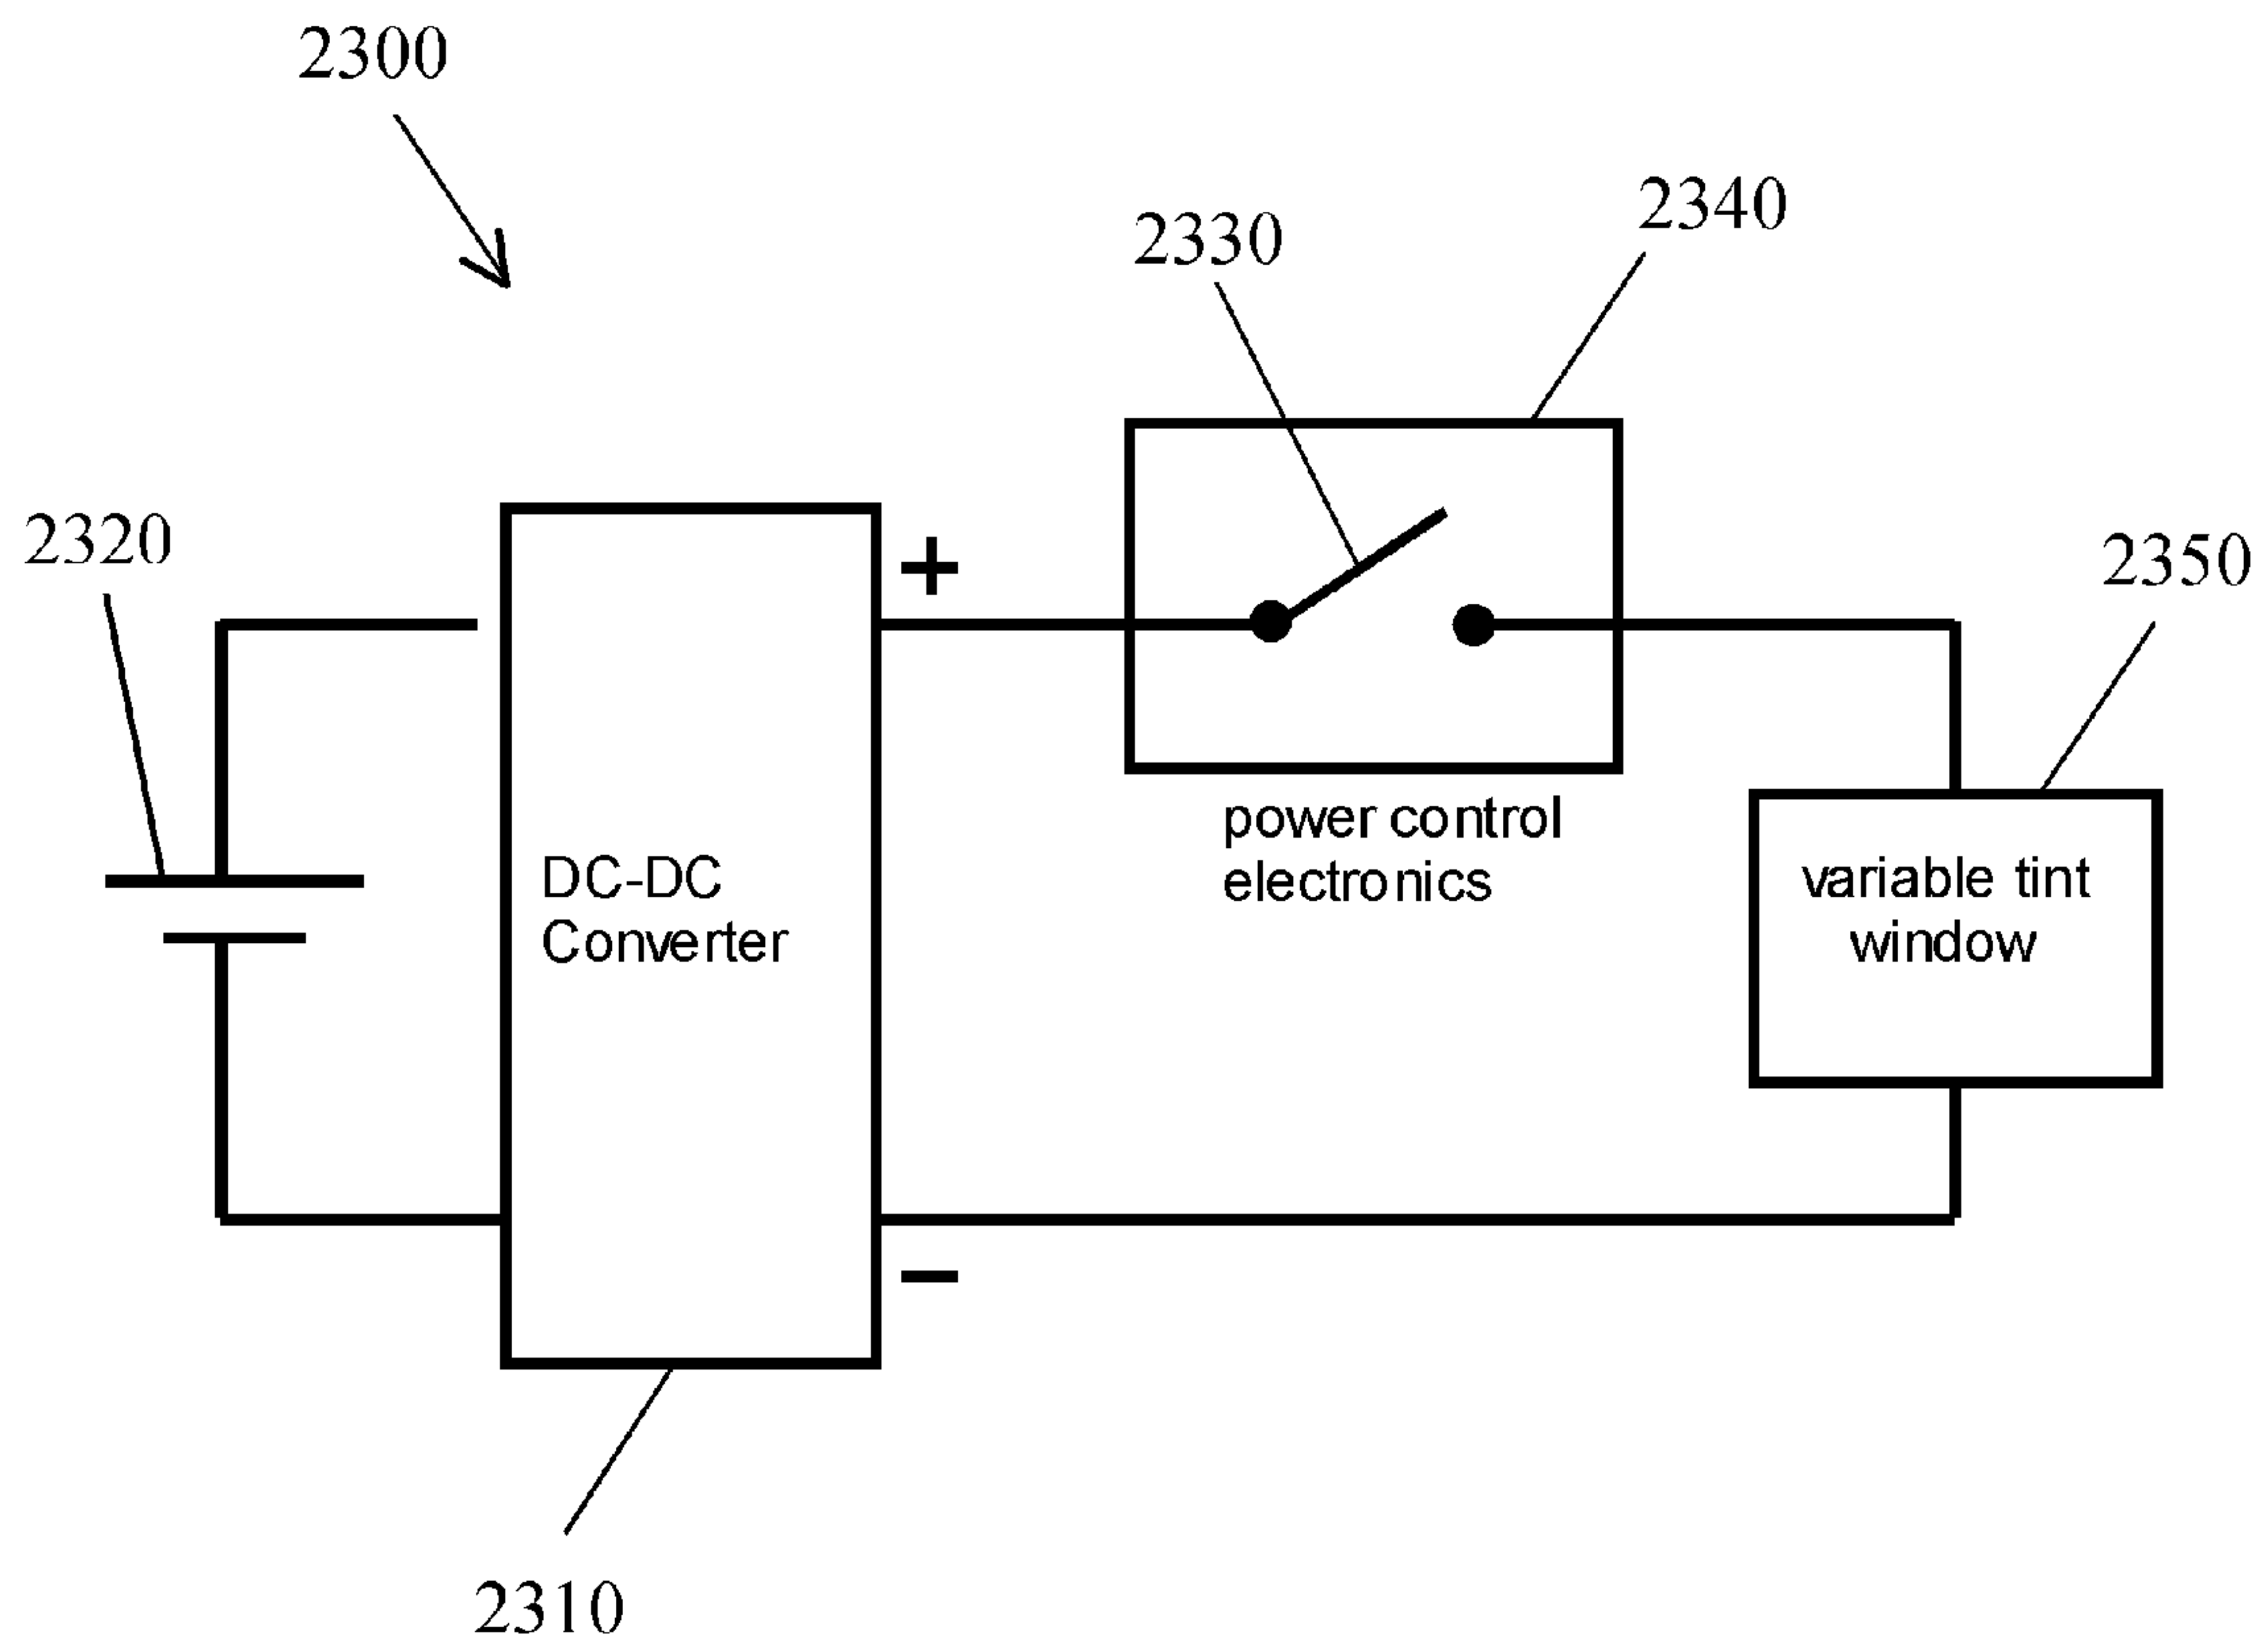 2300
2340
2330
2320
2350
+
power control
electronics
DC-DC
Converter
variable tint
window
−
2310